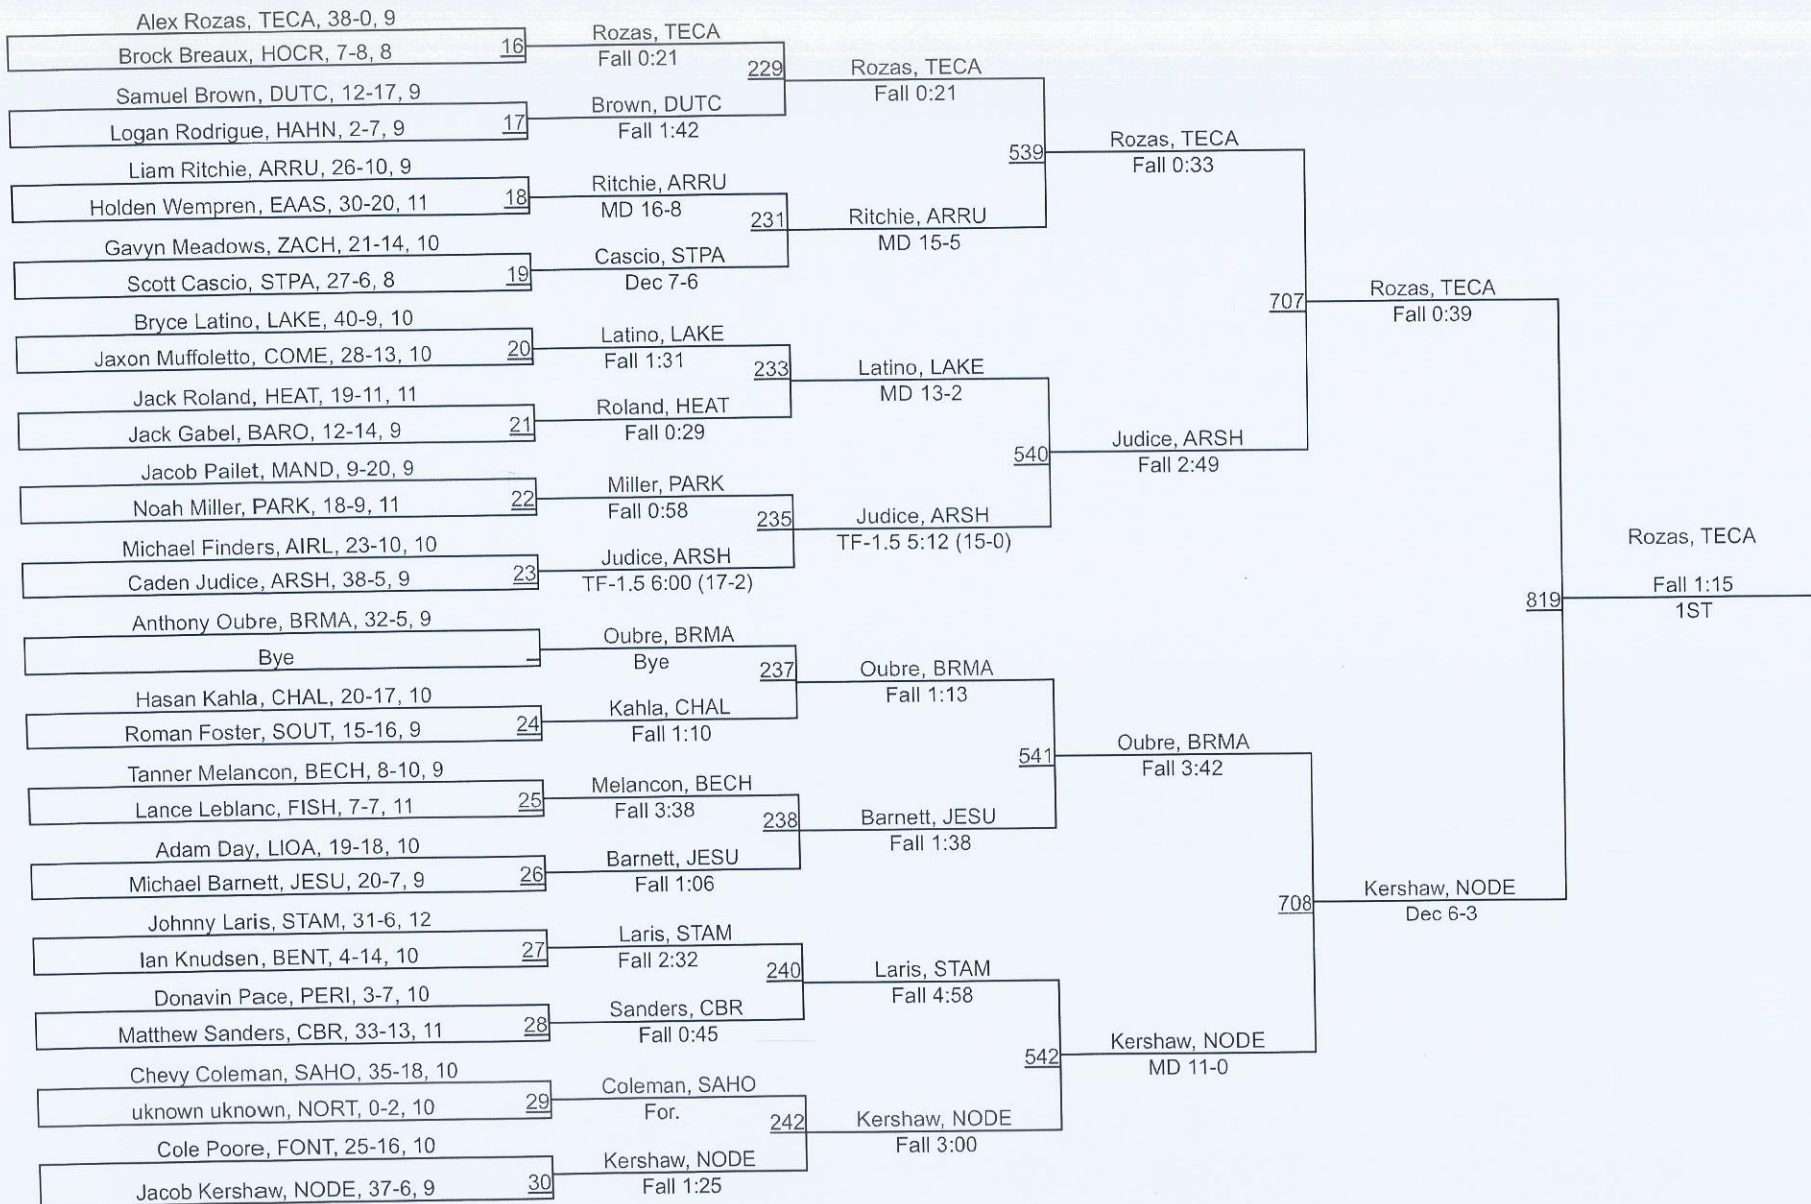 Alex Rozas, TECA, 38-0, 9
Brock Breaux, HOCR, 7-8, 8
16
Samuel Brown, DUTC, 12-17, 9
Logan Rodrigue, HAHN, 2-7, 9
17
Liam Ritchie, ARRU, 26-10, 9
Holden Wempren, EAAS, 30-20, 11
18
Gavyn Meadows, ZACH, 21-14, 10
Scott Cascio, STPA, 27-6, 8
19
Bryce Latino, LAKE, 40-9, 10
Jaxon Muffoletto, COME, 28-13, 10
20
Jack Roland, HEAT, 19-11, 11
Jack Gabel, BARO, 12-14, 9
21
Jacob Pailet, MAND, 9-20, 9
Noah Miller, PARK, 18-9, 11
22
Michael Finders, AIRL, 23-10, 10
Caden Judice, ARSH, 38-5, 9
23
Anthony Oubre, BRMA, 32-5, 9
Bye
Hasan Kahla, CHAL, 20-17, 10
Roman Foster, SOUT, 15-16, 9
24
Tanner Melancon, BECH, 8-10, 9
Lance Leblanc, FISH, 7-7, 11
25
Adam Day, LIOA, 19-18, 10
Michael Barnett, JESU, 20-7, 9
26
Johnny Laris, STAM, 31-6, 12
Ian Knudsen, BENT, 4-14, 10
27
Donavin Pace, PERI, 3-7, 10
Matthew Sanders, CBR, 33-13, 11
28
Chevy Coleman, SAHO, 35-18, 10
uknown uknown, NORT, 0-2, 10
29
Cole Poore, FONT, 25-16, 10
Jacob Kershaw, NODE, 37-6, 9
30
Rozas, TECA
Fall 0:21
229
Brown, DUTC
Fall 1:42
Ritchie, ARRU
MD 16-8
231
Cascio, STPA
Dec 7-6
Latino, LAKE
Fall 1:31
233
Roland, HEAT
Fall 0:29
Miller, PARK
Fall 0:58
235
Judice, ARSH
TF-1.5 6:00 (17-2)
Oubre, BRMA
Bye
237
Kahla, CHAL
Fall 1:10
Melancon, BECH
Fall 3:38
238
Barnett, JESU
Fall 1:06
Laris, STAM
Fall 2:32
240
Sanders, CBR
Fall 0:45
Coleman, SAHO
For.
242
Kershaw, NODE
Fall 1:25
Rozas, TECA
Fall 0:21
539
Ritchie, ARRU
MD 15-5
Latino, LAKE
MD 13-2
540
Judice, ARSH
TF-1.5 5:12 (15-0)
Oubre, BRMA
Fall 1:13
541
Barnett, JESU
Fall 1:38
Laris, STAM
Fall 4:58
542
Kershaw, NODE
Fall 3:00
Rozas, TECA
Fall 0:33
707
Judice, ARSH
Fall 2:49
Oubre, BRMA
Fall 3:42
708
Kershaw, NODE
MD 11-0
Rozas, TECA
Fall 0:39
819
Kershaw, NODE
Dec 6-3
Rozas, TECA
Fall 1:15
1ST